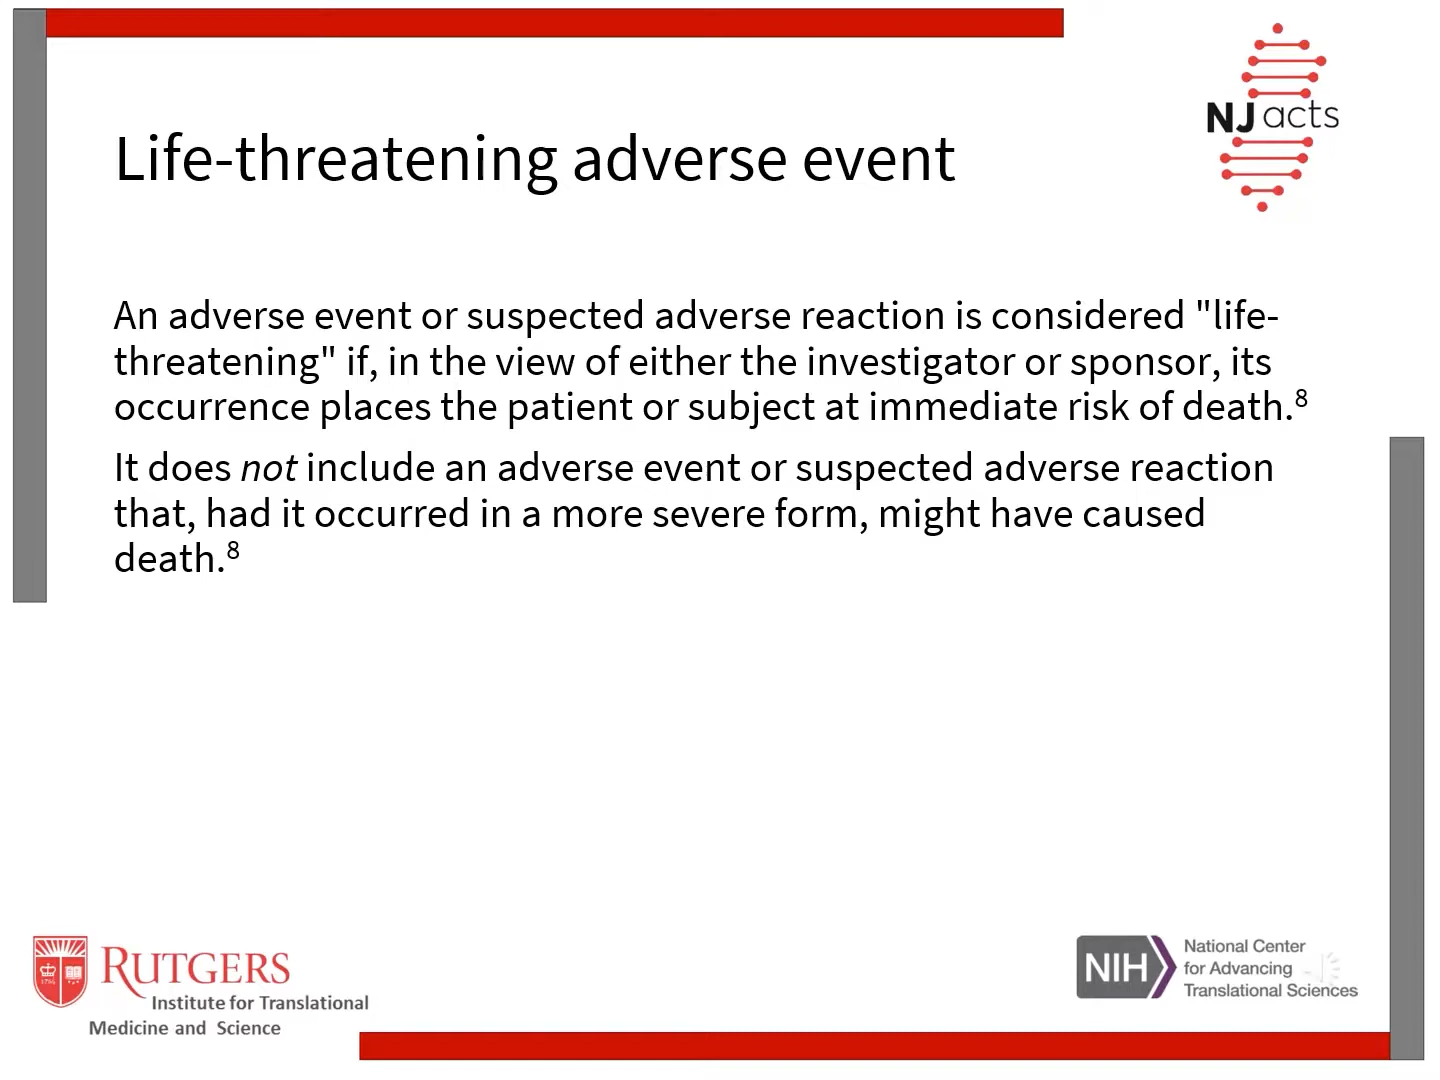 NJ acts
Life-threatening adverse event
An adverse event or suspected adverse reaction is considered "life-
threatening" if, in the view of either the investigator or sponsor, its
occurrence places the patient or subject at immediate risk of death.⁸
It does not include an adverse event or suspected adverse reaction
that, had it occurred in a more severe form, might have caused
death.⁸
1766
RUTGERS
Institute for Translational
Medicine and Science
NIH
National Center
for Advancing
Translational Sciences